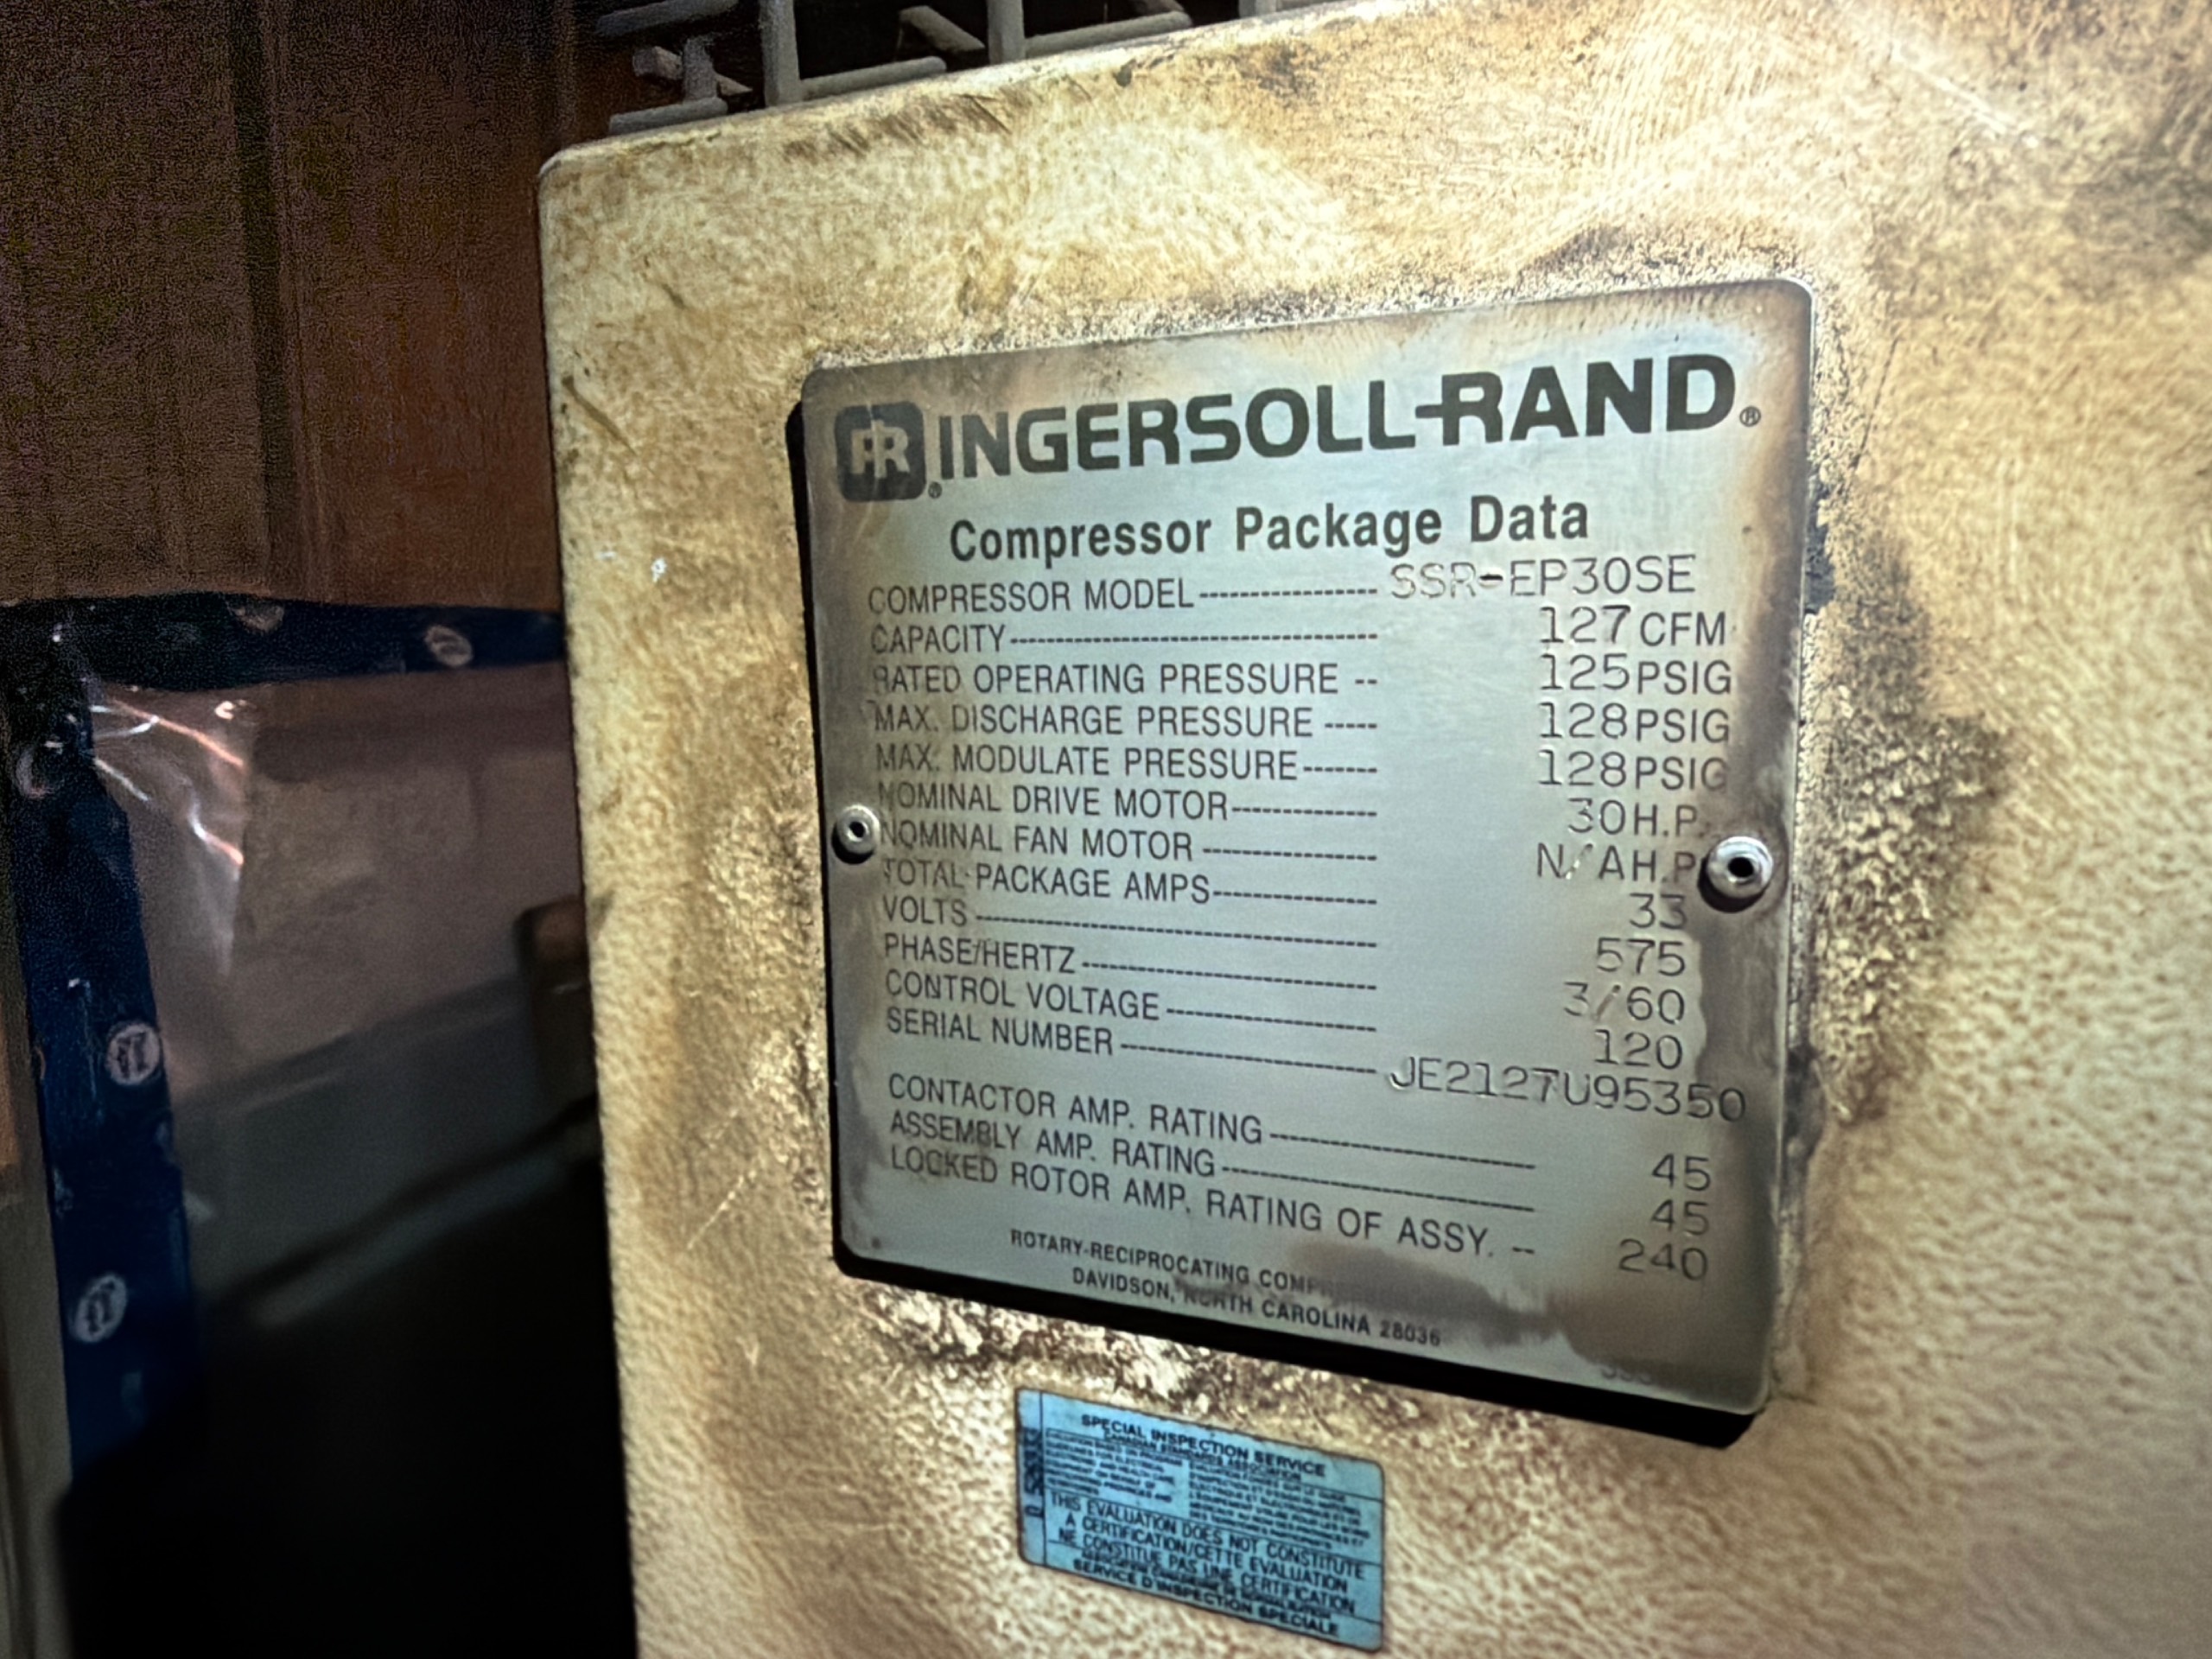 IR INGERSOLL-RAND®
Compressor Package Data
COMPRESSOR MODEL---------------- SSR-EP30SE
CAPACITY---------------------------------------- 127 CFM
RATED OPERATING PRESSURE -- 125 PSIG
MAX. DISCHARGE PRESSURE ----- 128 PSIG
MAX. MODULATE PRESSURE------- 128 PSIG
NOMINAL DRIVE MOTOR--------------- 30 H.P.
NOMINAL FAN MOTOR ------------------ N/A H.P.
TOTAL PACKAGE AMPS----------------- 33
VOLTS ------------------------------------------- 575
PHASE/HERTZ -------------------------------- 3/60
CONTROL VOLTAGE ---------------------- 120
SERIAL NUMBER --------------------------- JE2127U95350
CONTACTOR AMP. RATING ---------------------------- 45
ASSEMBLY AMP. RATING--------------------------------- 45
LOCKED ROTOR AMP. RATING OF ASSY. -- 240
ROTARY-RECIPROCATING
DAVIDSON, NORTH CAROLINA 28036
SPECIAL INSPECTION SERVICE
CANADIAN STANDARDS ASSOCIATION
THIS EVALUATION DOES NOT CONSTITUTE
A CERTIFICATION/CETTE EVALUATION
NE CONSTITUE PAS UNE CERTIFICATION
SERVICE D'INSPECTION SPECIALE